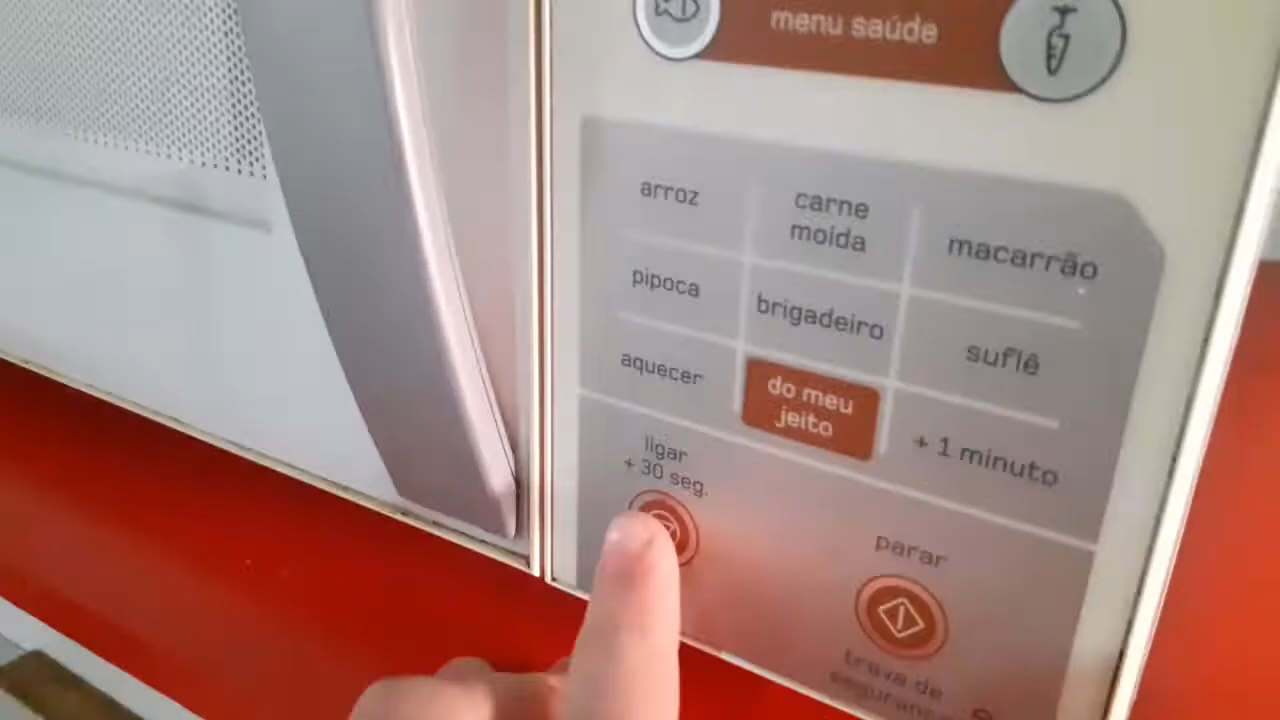 menu saúde
arroz
carne
moída
macarrão
pipoca
brigadeiro
suflê
aquecer
do meu
jeito
+ 1 minuto
ligar
+ 30 seg.
parar
trava de
segurança